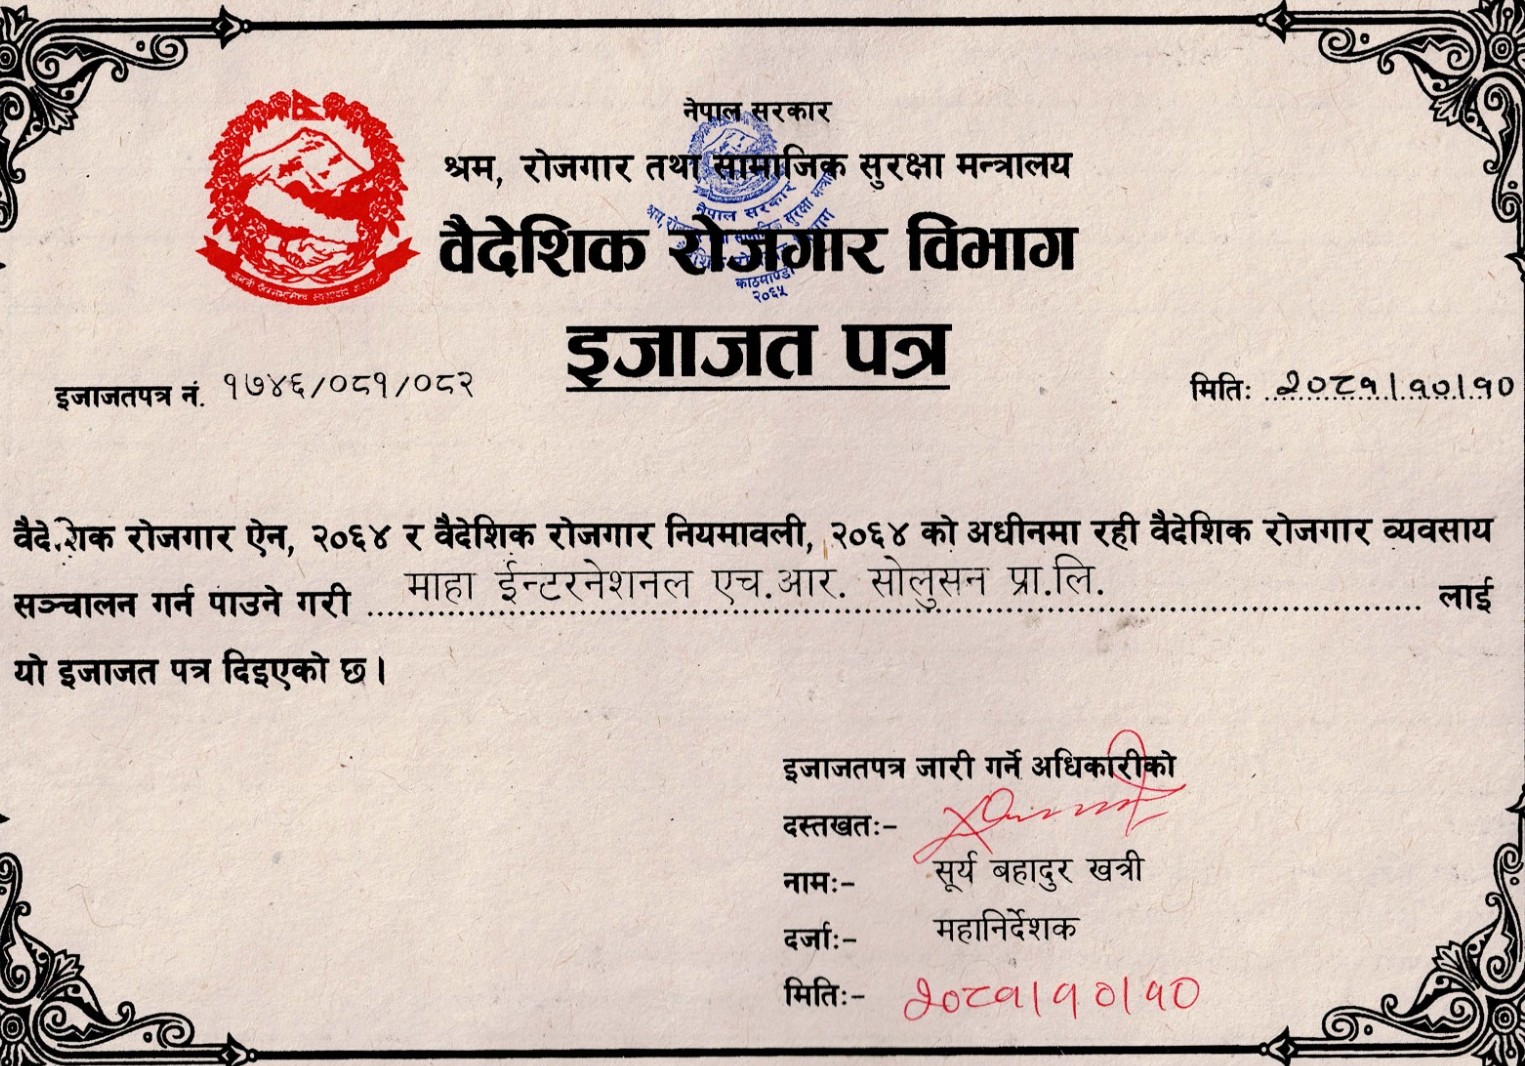 नेपाल सरकार
श्रम, रोजगार तथा सामाजिक सुरक्षा मन्त्रालय
वैदेशिक रोजगार विभाग
इजाजत पत्र
इजाजतपत्र नं. १७४६/०८१/०८२
मितिः २०८१।१०।१०
नेपाल सरकार
काठमाण्डौ
२०६५
वैदेशिक रोजगार ऐन, २०६४ र वैदेशिक रोजगार नियमावली, २०६४ को अधीनमा रही वैदेशिक रोजगार व्यवसाय
सञ्चालन गर्न पाउने गरी माहा ईन्टरनेशनल एच.आर. सोलुसन प्रा.लि. लाई
यो इजाजत पत्र दिइएको छ।
इजाजतपत्र जारी गर्ने अधिकारीको
दस्तखतः-
नामः- सूर्य बहादुर खत्री
दर्जाः- महानिर्देशक
मितिः- २०८१।१०।१०